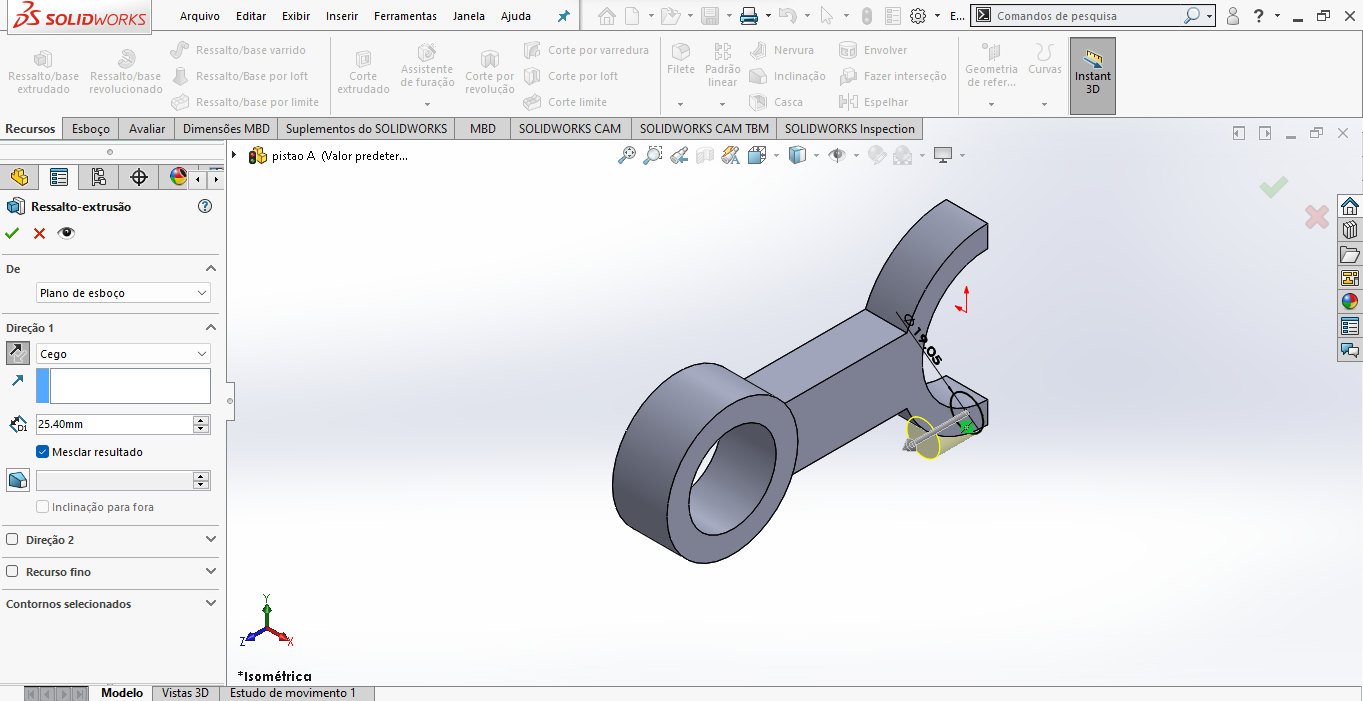 SOLIDWORKS
Arquivo Editar Exibir Inserir Ferramentas Janela Ajuda
E... Comandos de pesquisa
?
Ressalto/base extrudado
Ressalto/base revolucionado
Ressalto/base varrido
Ressalto/Base por loft
Ressalto/base por limite
Corte extrudado
Assistente de furação
Corte por revolução
Corte por varredura
Corte por loft
Corte limite
Filete
Padrão linear
Nervura
Inclinação
Casca
Envolver
Fazer interseção
Espelhar
Geometria de refer...
Curvas
Instant 3D
Recursos Esboço Avaliar Dimensões MBD Suplementos do SOLIDWORKS MBD SOLIDWORKS CAM SOLIDWORKS CAM TBM SOLIDWORKS Inspection
pistao A (Valor predeter...
Ressalto-extrusão
?
De
Plano de esboço
Direção 1
Cego
D1
25.40mm
Mesclar resultado
Inclinação para fora
Direção 2
Recurso fino
Contornos selecionados
Ø19.05
Y
Z
X
*Isométrica
Modelo Vistas 3D Estudo de movimento 1